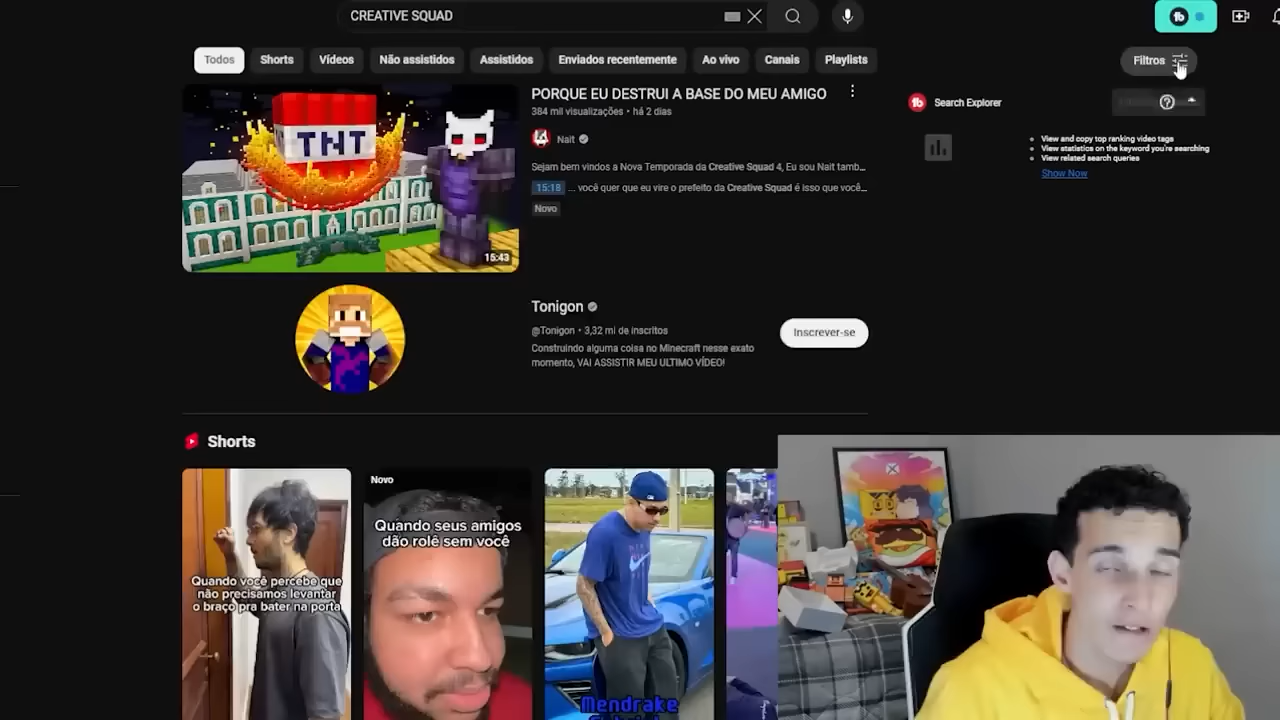 CREATIVE SQUAD
Todos
Shorts
Vídeos
Não assistidos
Assistidos
Enviados recentemente
Ao vivo
Canais
Playlists
Filtros
TNT
15:43
PORQUE EU DESTRUI A BASE DO MEU AMIGO
384 mil visualizações • há 2 dias
Nait
Sejam bem vindos a Nova Temporada da Creative Squad 4, Eu sou Nait tamb...
15:18 ... você quer que eu vire o prefeito da Creative Squad é isso que você...
Novo
Search Explorer
View and copy top ranking video tags
View statistics on the keyword you're searching
View related search queries
Show Now
Tonigon
@Tonigon • 3,32 mi de inscritos
Construindo alguma coisa no Minecraft nesse exato
momento, VAI ASSISTIR MEU ULTIMO VÍDEO!
Inscrever-se
Shorts
Quando você percebe que
não precisamos levantar
o braço pra bater na porta
Novo
Quando seus amigos
dão rolê sem você
Mendrake